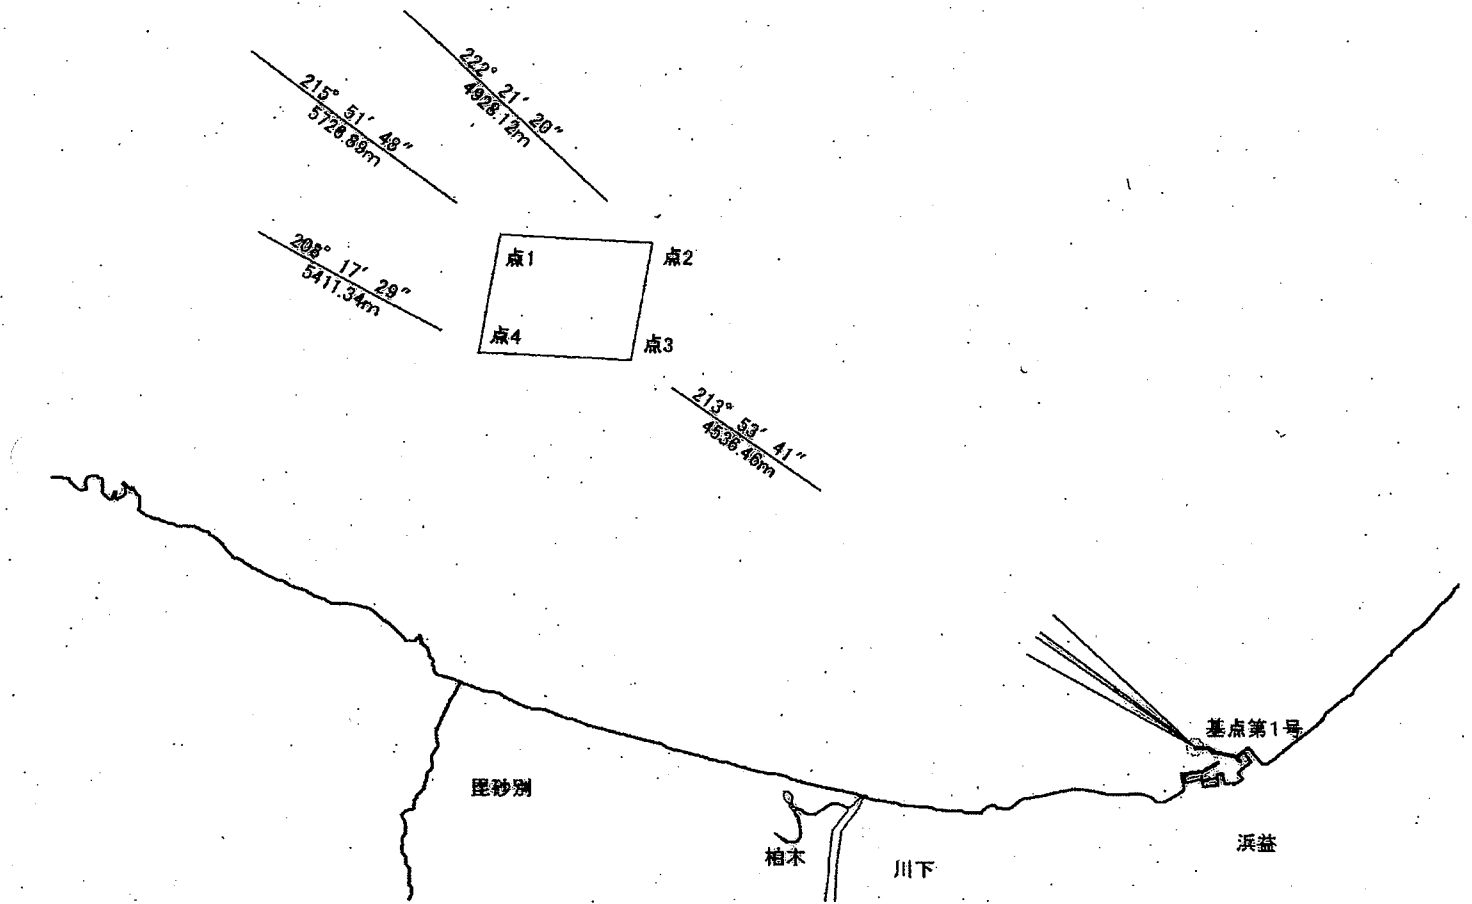 222° 21′ 20″
4928.12m
215° 51′ 48″
5726.89m
点1
点2
208° 17′ 29″
5411.34m
点4
点3
213° 53′ 41″
4536.46m
基点第1号
毘砂別
柏木
川下
浜益